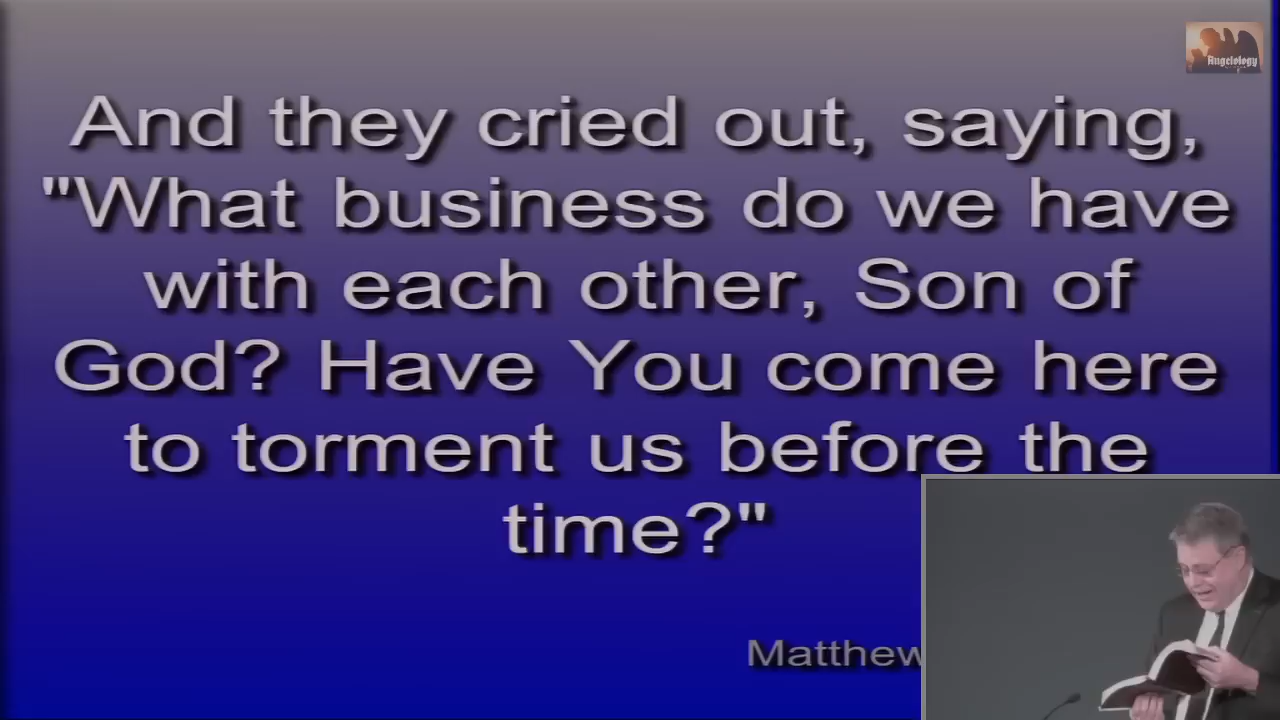 Angelology
And they cried out, saying,
"What business do we have
with each other, Son of
God? Have You come here
to torment us before the
time?"
Matthew